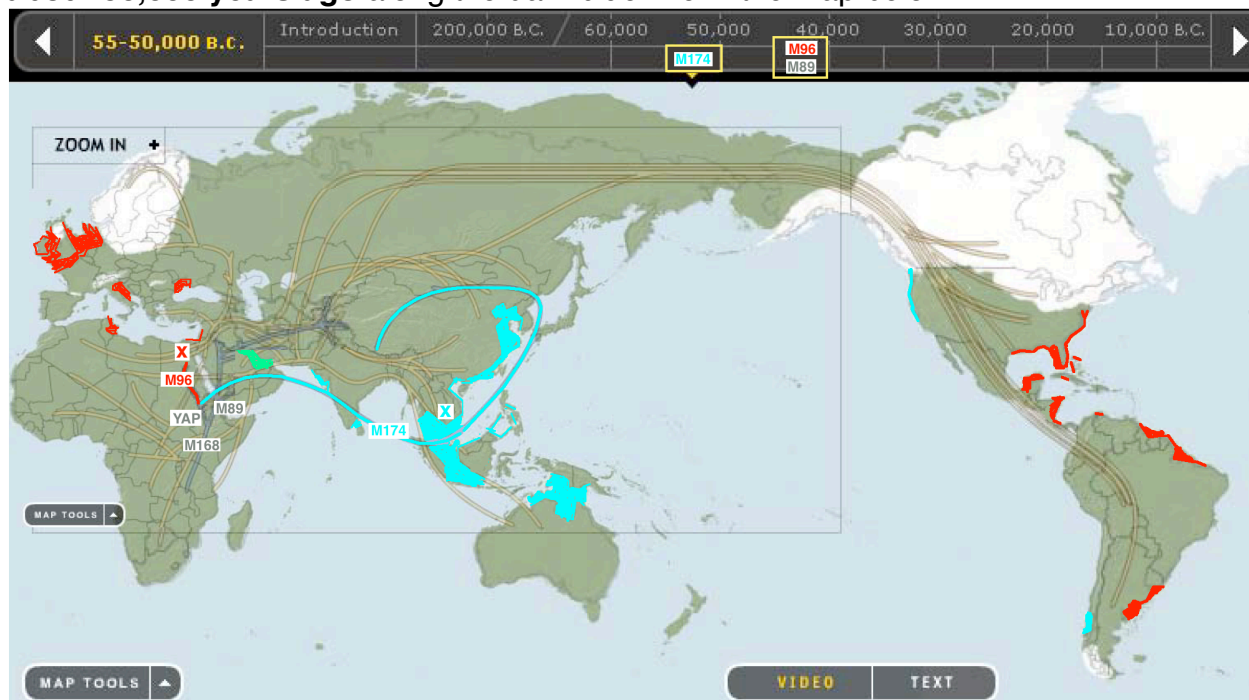 55-50,000 B.C.
Introduction 200,000 B.C. 60,000 50,000 40,000 30,000 20,000 10,000 B.C.
M174
M96
M89
ZOOM IN +
X
M96
YAP
M89
M168
M174
X
MAP TOOLS
MAP TOOLS
VIDEO TEXT